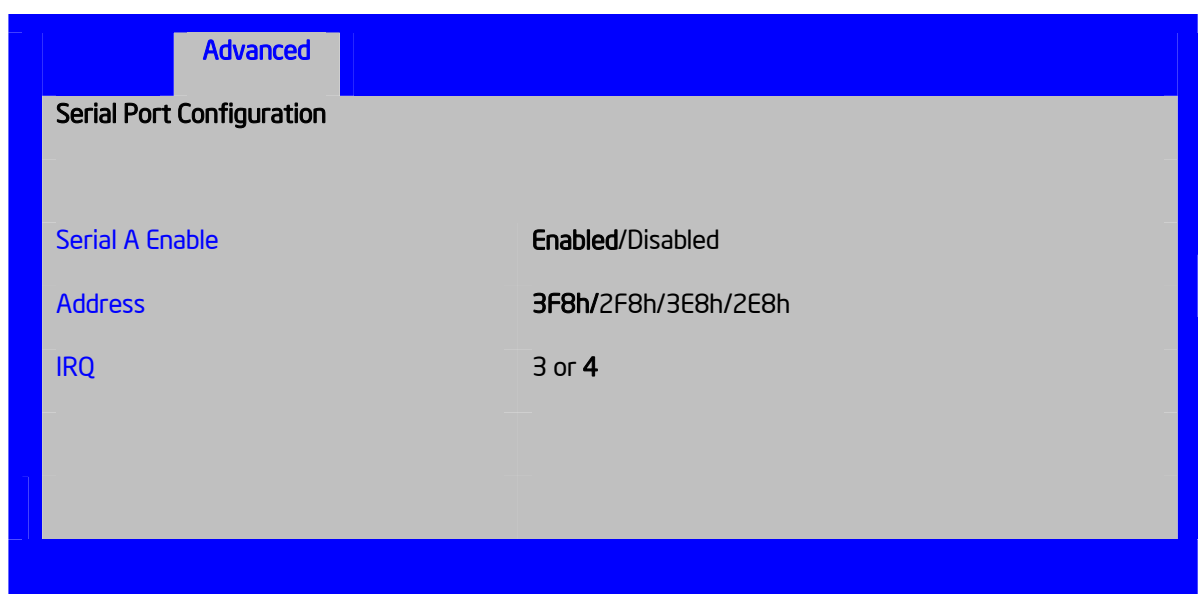 Advanced
Serial Port Configuration
Serial A Enable Enabled/Disabled
Address 3F8h/2F8h/3E8h/2E8h
IRQ 3 or 4